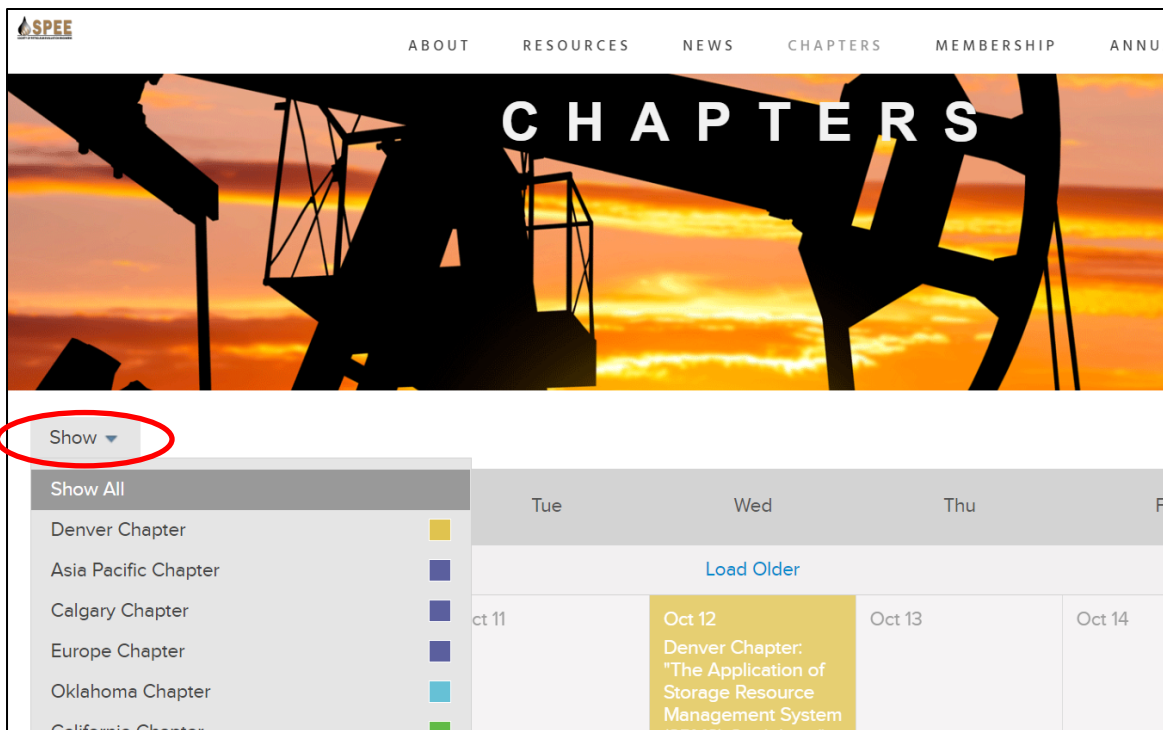 SPEE
ABOUT RESOURCES NEWS CHAPTERS MEMBERSHIP ANNU
CHAPTERS
Show
Show All
Denver Chapter
Asia Pacific Chapter
Calgary Chapter
Europe Chapter
Oklahoma Chapter
California Chapter
Tue Wed Thu F
Load Older
ct 11
Oct 12
Denver Chapter:
"The Application of
Storage Resource
Management System
Oct 13
Oct 14